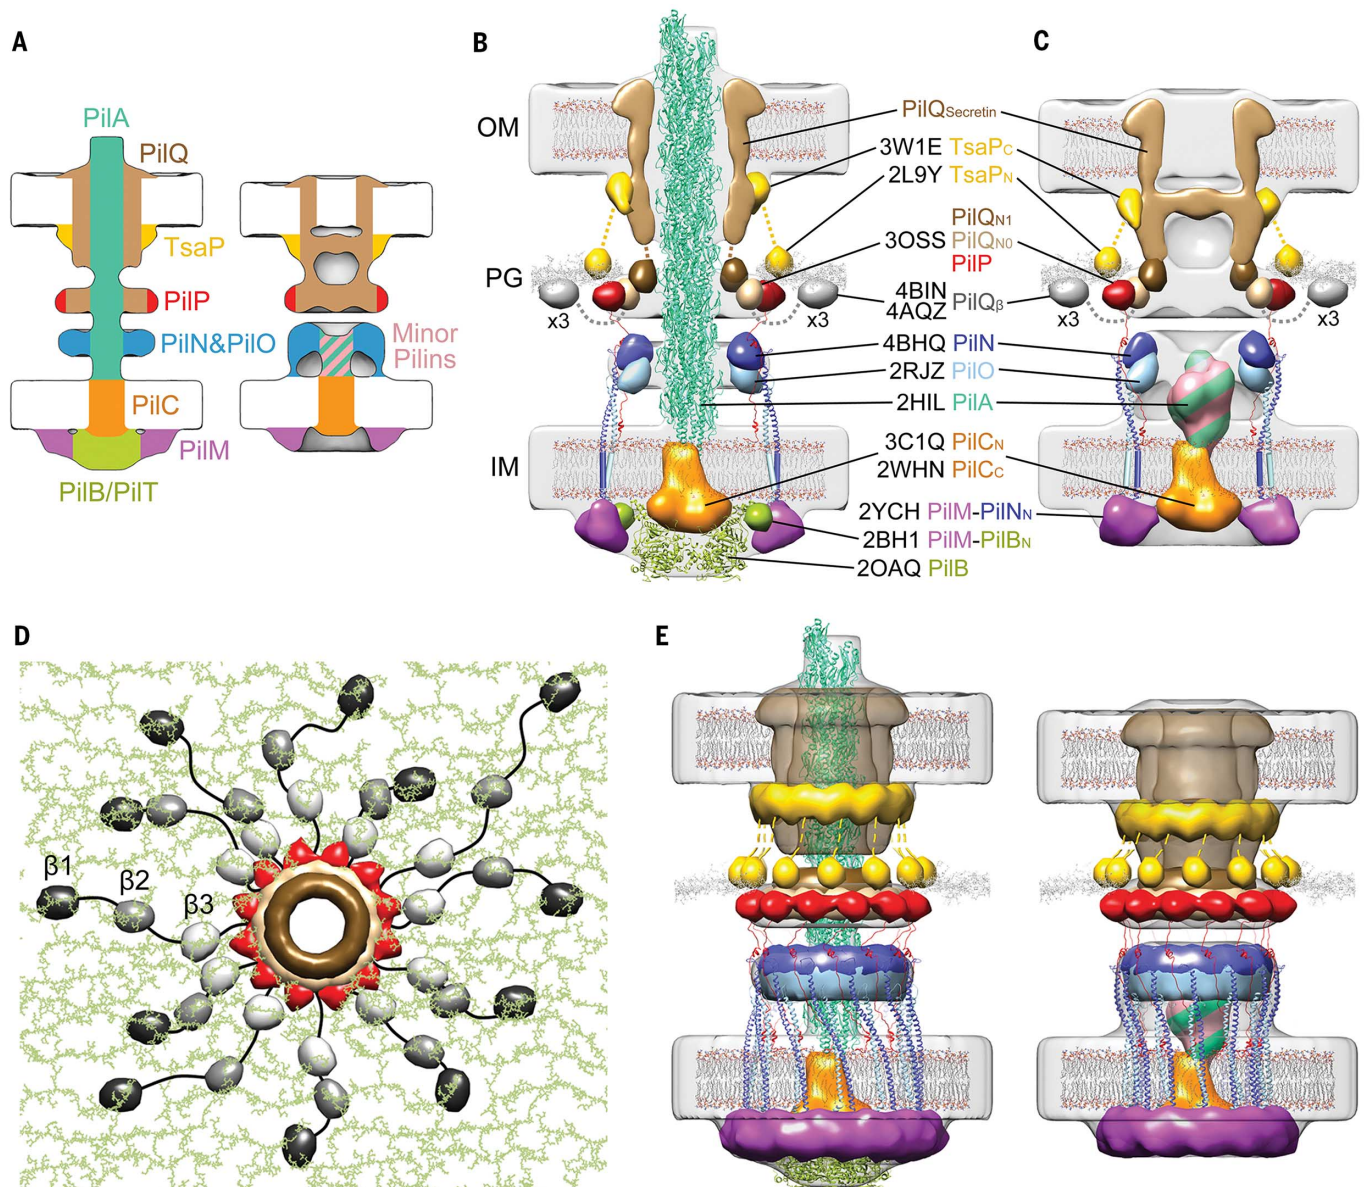 A
PilA
PilQ
TsaP
PilP
PilN&PilO
Minor
Pilins
PilC
PilM
PilB/PilT
B
C
OM
PG
IM
PilQSecretin
3W1E TsaPC
2L9Y TsaPN
PilQN1
3OSS PilQN0
PilP
4BIN
4AQZ PilQβ
x3
x3
x3
x3
4BHQ PilN
2RJZ PilO
2HIL PilA
3C1Q PilCN
2WHN PilCC
2YCH PilM-PilNN
2BH1 PilM-PilBN
2OAQ PilB
D
β1
β2
β3
E